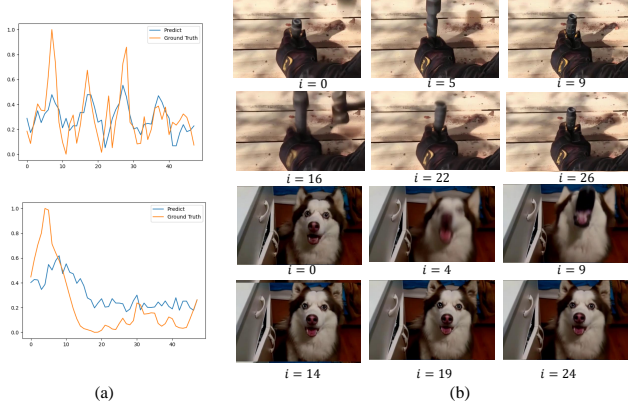 Predict
Ground Truth
1.0
0.8
0.6
0.4
0.2
0.0
0 10 20 30 40
Predict
Ground Truth
1.0
0.8
0.6
0.4
0.2
0.0
0 10 20 30 40
(a)
i = 0 i = 5 i = 9
i = 16 i = 22 i = 26
i = 0 i = 4 i = 9
i = 14 i = 19 i = 24
(b)